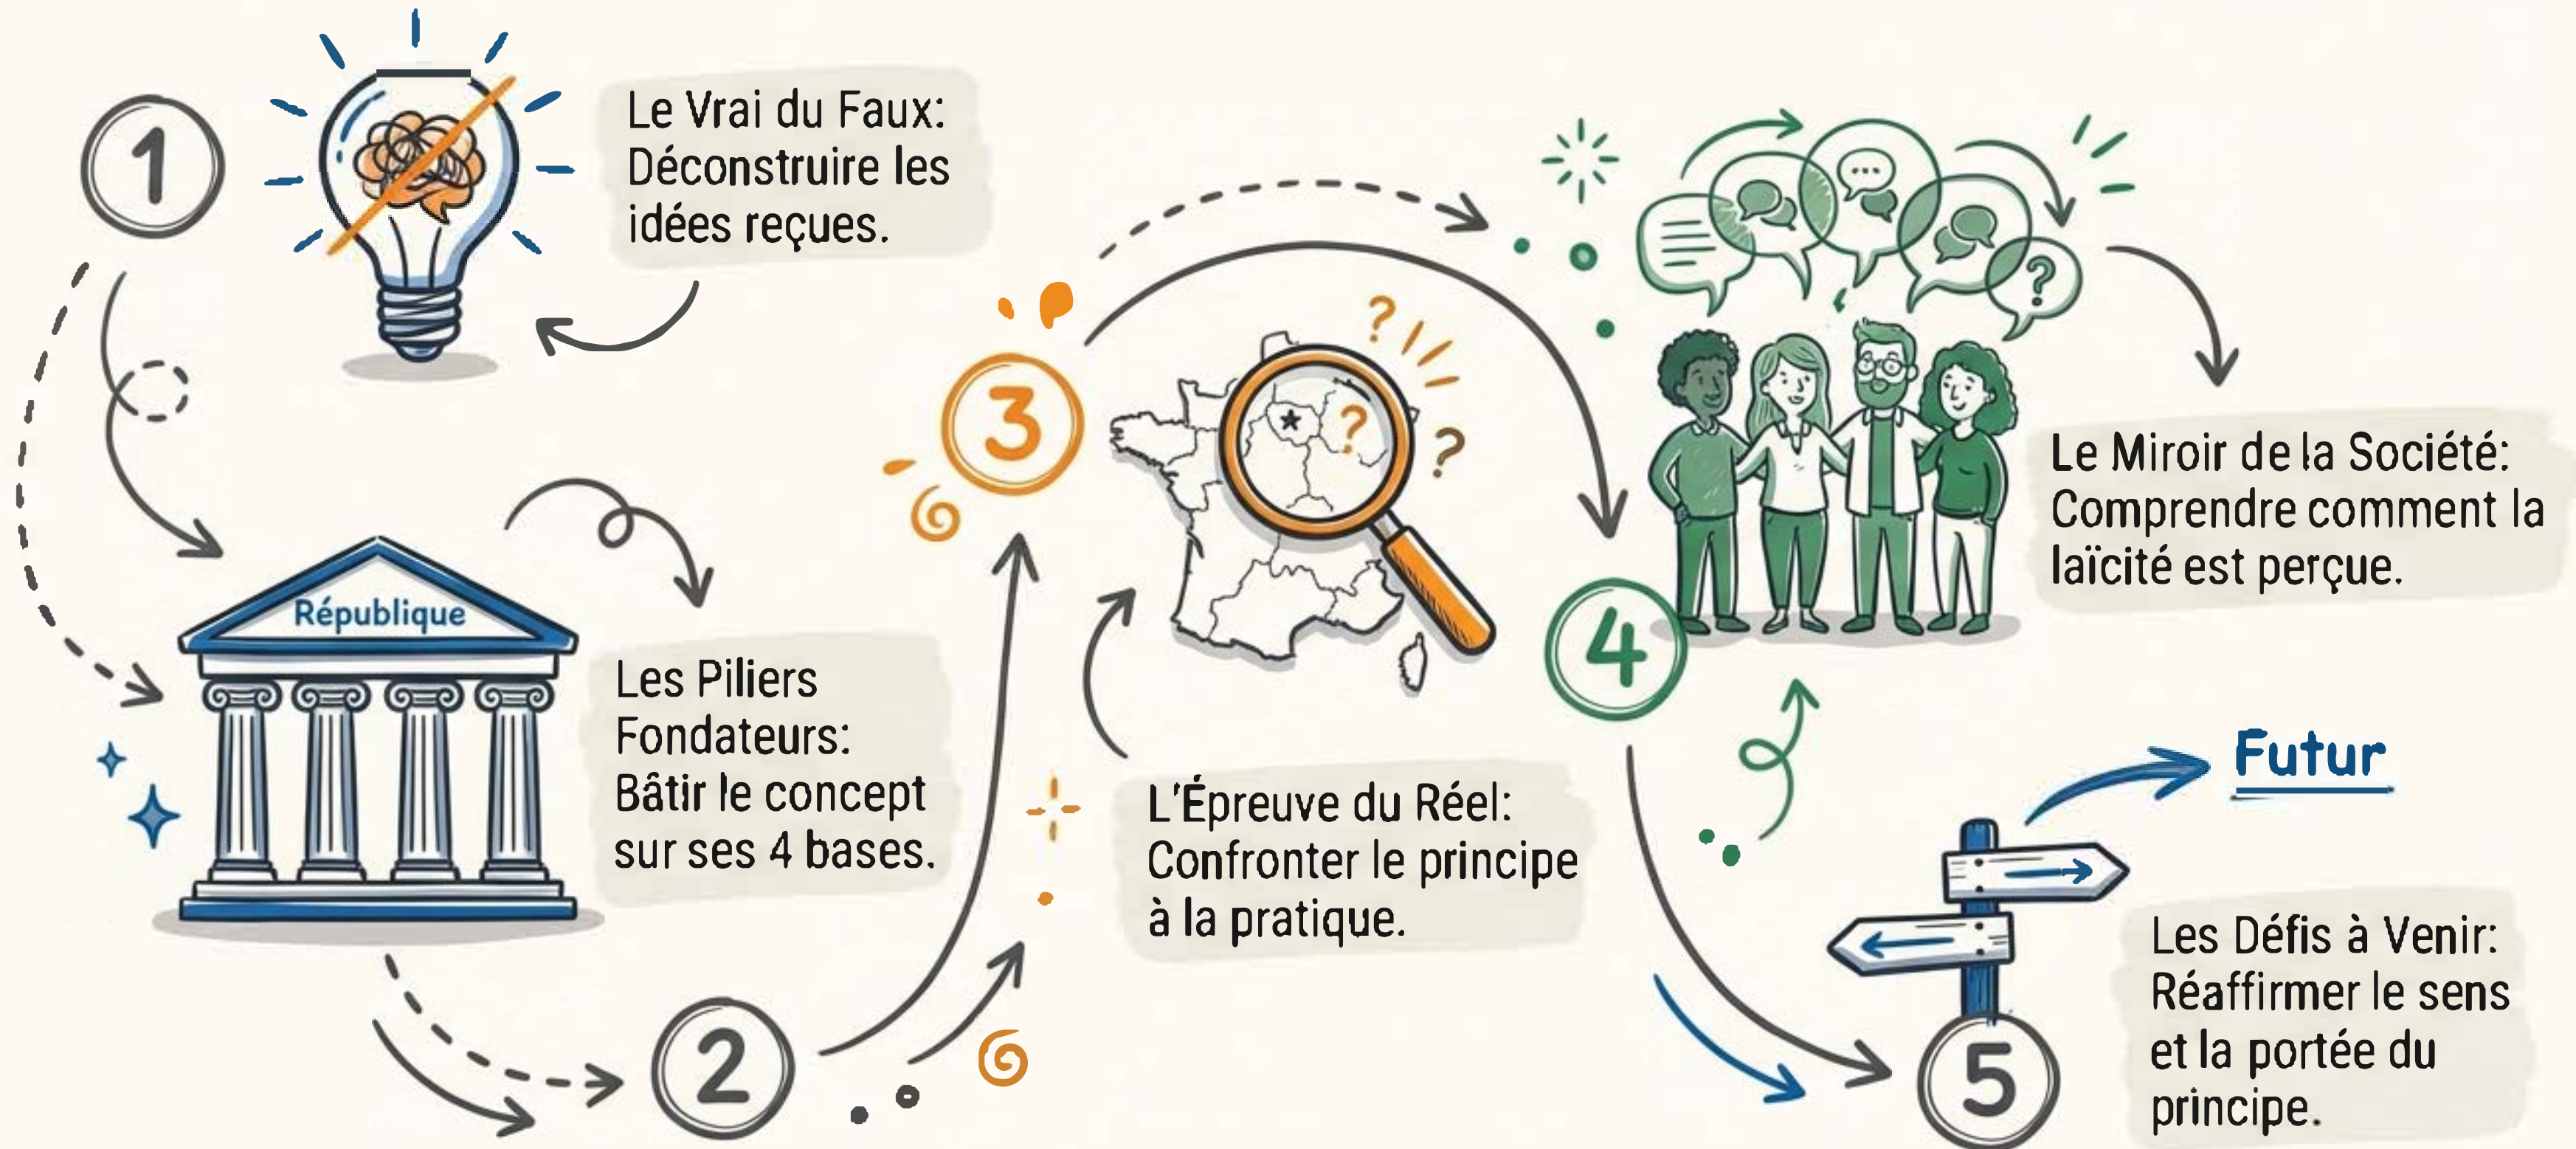 1
Le Vrai du Faux:
Déconstruire les
idées reçues.
République
Les Piliers
Fondateurs:
Bâtir le concept
sur ses 4 bases.
2
3
?
?
?
L'Épreuve du Réel:
Confronter le principe
à la pratique.
?
4
Le Miroir de la Société:
Comprendre comment la
laïcité est perçue.
Futur
5
Les Défis à Venir:
Réaffirmer le sens
et la portée du
principe.